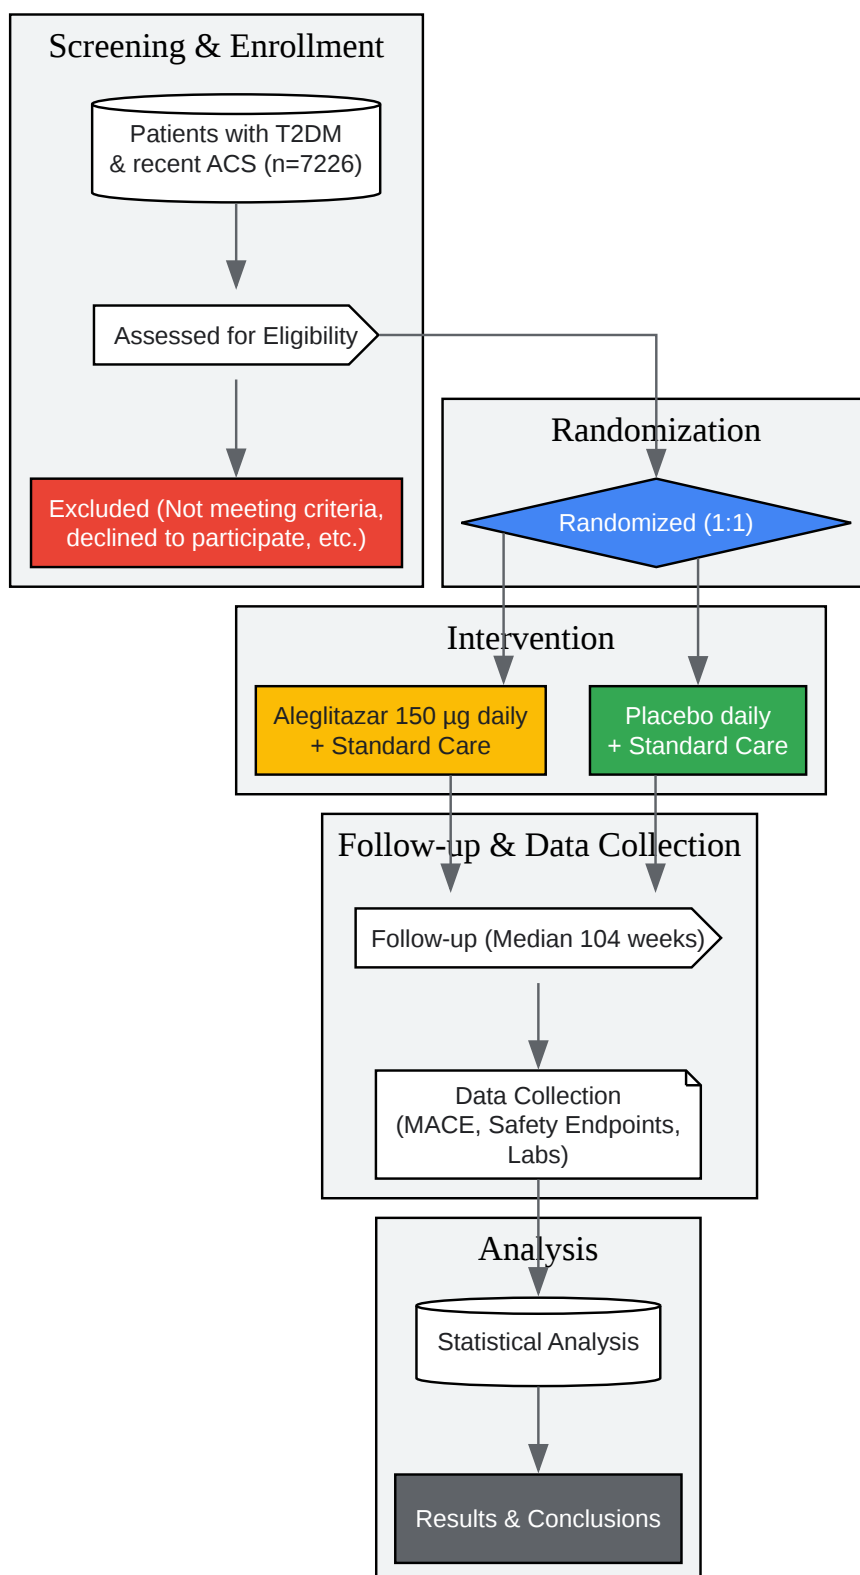 Screening & Enrollment
Patients with T2DM
& recent ACS (n=7226)
Assessed for Eligibility
Excluded (Not meeting criteria,
declined to participate, etc.)
Randomization
Randomized (1:1)
Intervention
Aleglitazar 150 µg daily
+ Standard Care
Placebo daily
+ Standard Care
Follow-up & Data Collection
Follow-up (Median 104 weeks)
Data Collection
(MACE, Safety Endpoints,
Labs)
Analysis
Statistical Analysis
Results & Conclusions